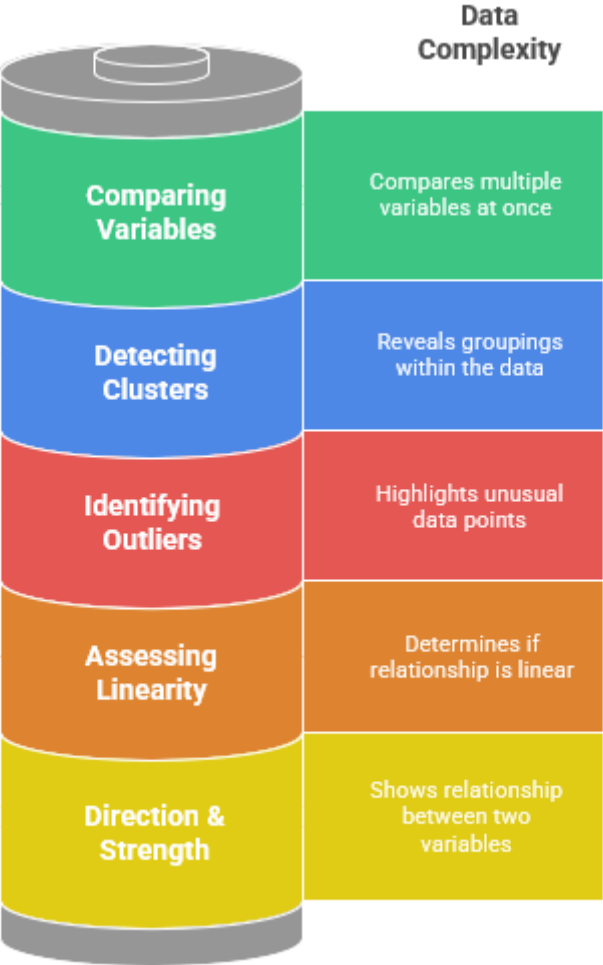 Data
Complexity
Comparing
Variables
Compares multiple
variables at once
Detecting
Clusters
Reveals groupings
within the data
Identifying
Outliers
Highlights unusual
data points
Assessing
Linearity
Determines if
relationship is linear
Direction &
Strength
Shows relationship
between two
variables